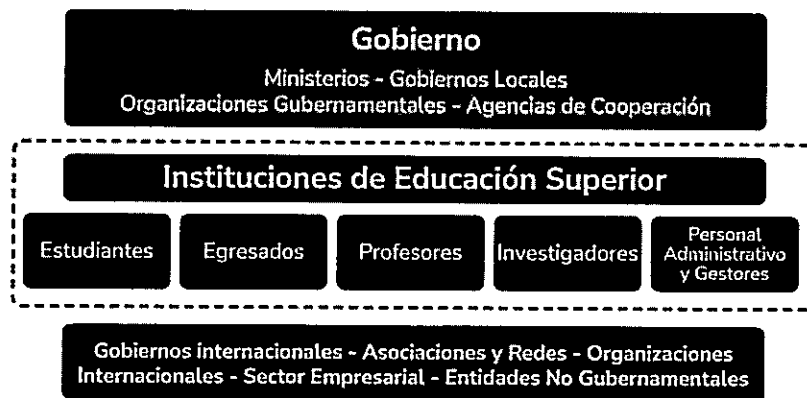 Gobierno
Ministerios - Gobiernos Locales
Organizaciones Gubernamentales - Agencias de Cooperación
Instituciones de Educación Superior
Estudiantes
Egresados
Profesores
Investigadores
Personal
Administrativo
y Gestores
Gobiernos internacionales - Asociaciones y Redes - Organizaciones
Internacionales - Sector Empresarial - Entidades No Gubernamentales